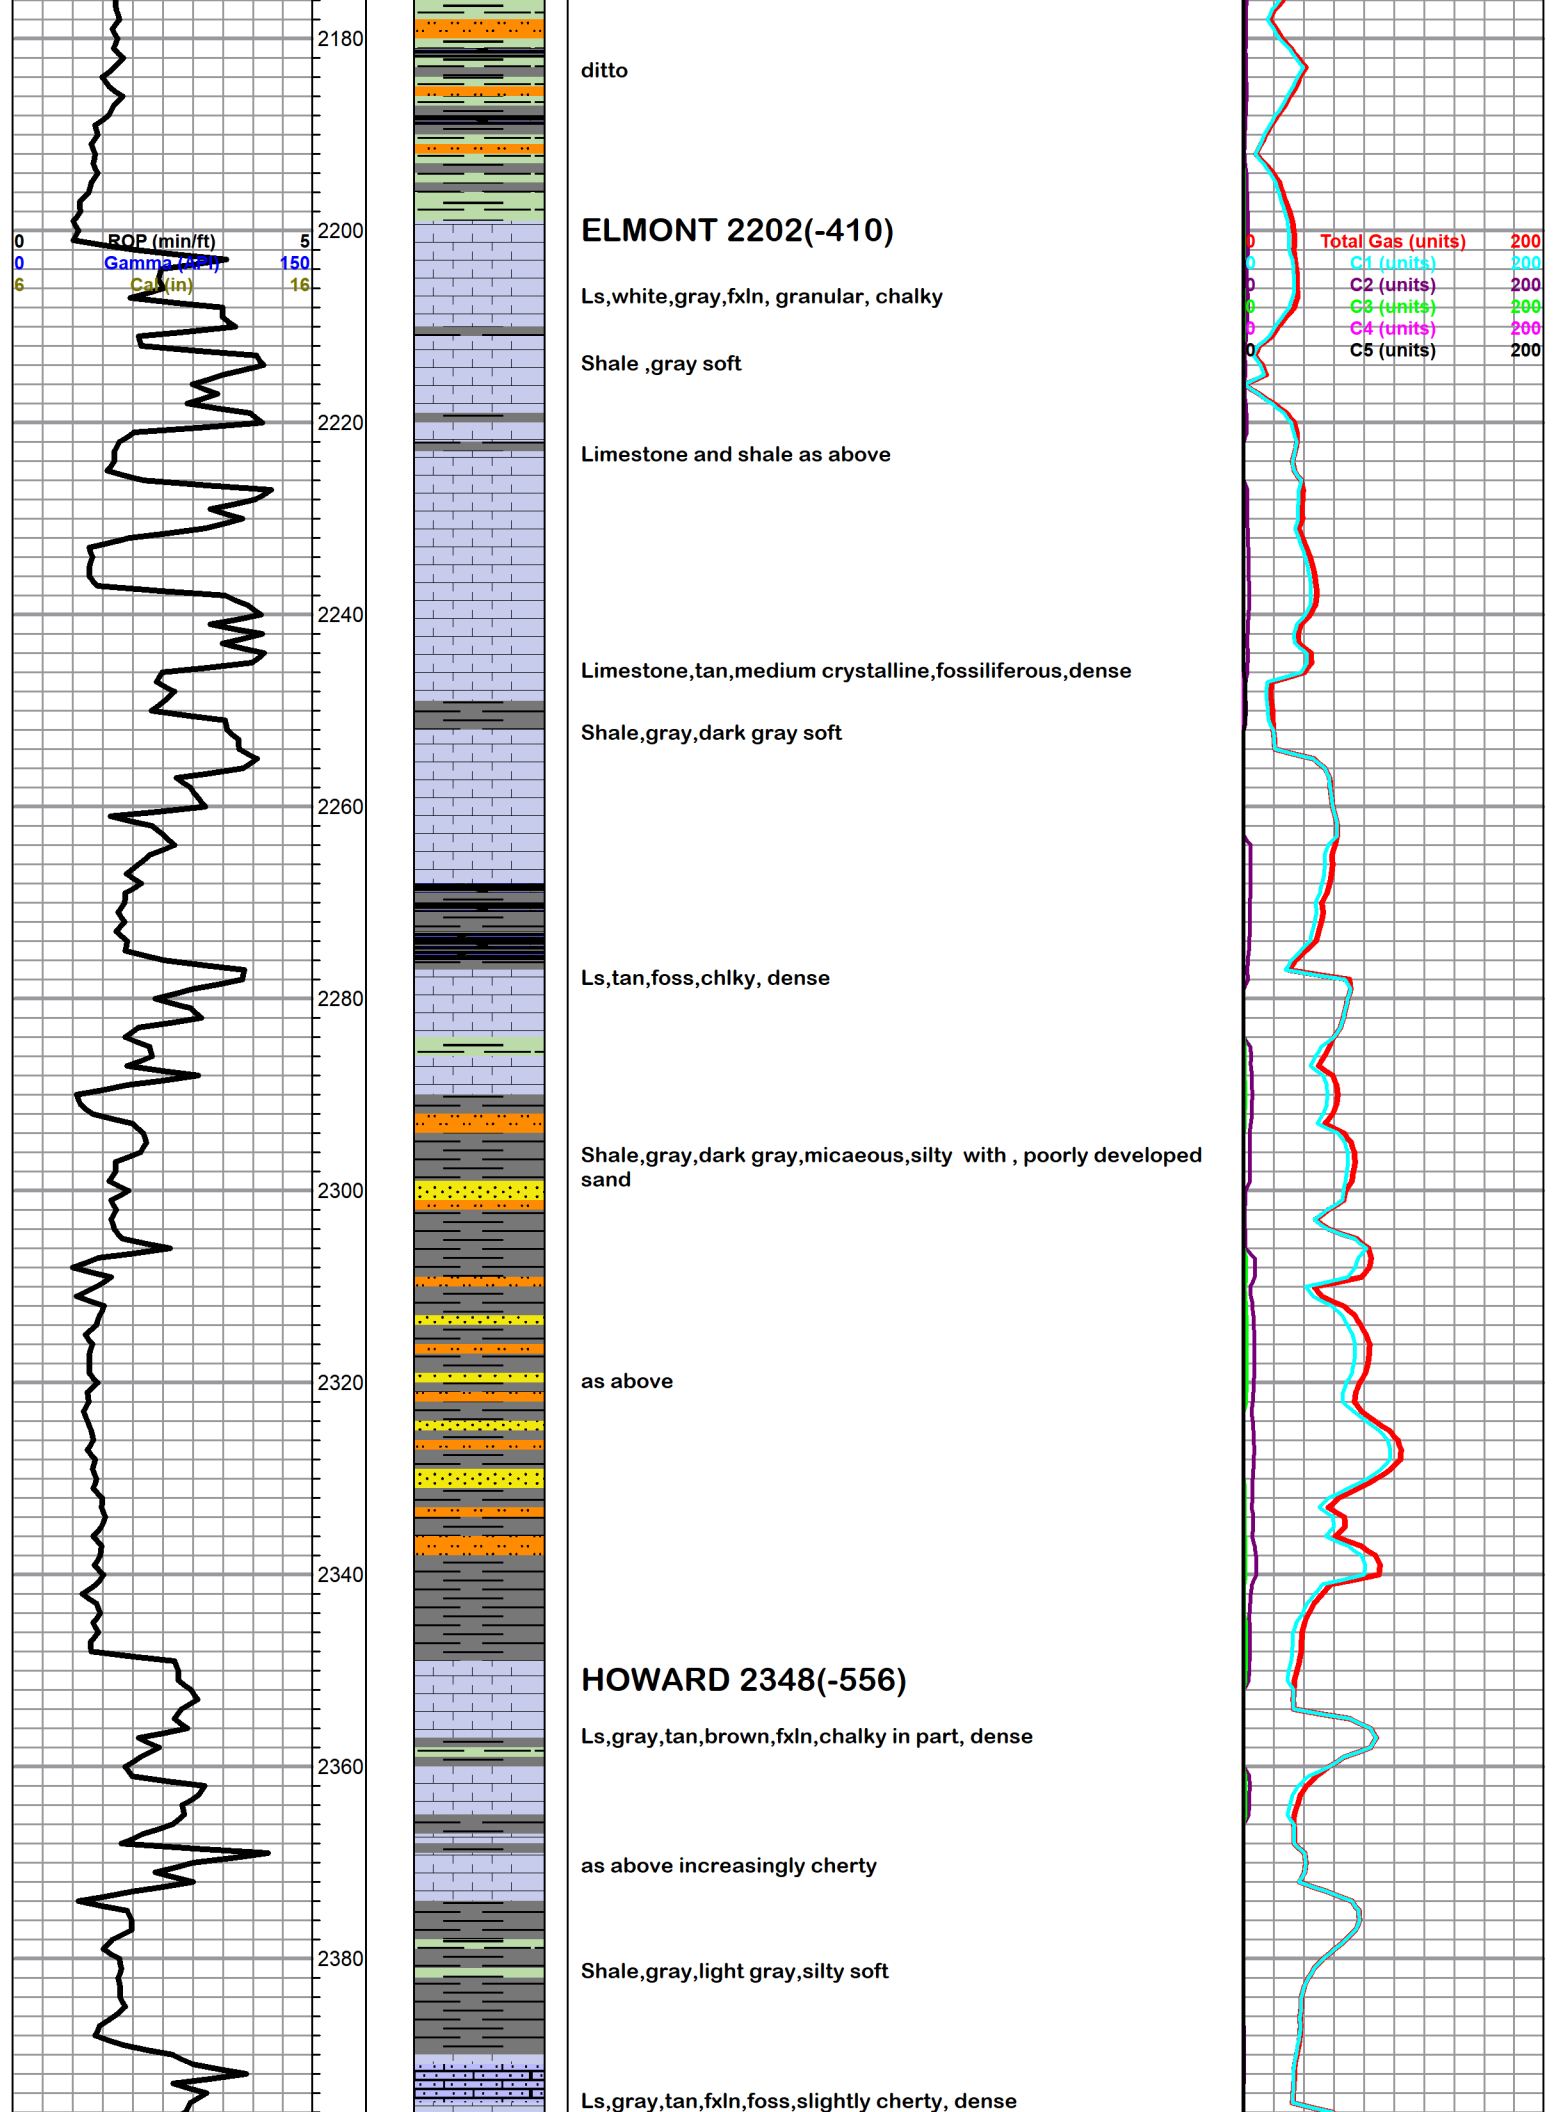 2180
ditto
2200
ELMONT 2202(-410)
0 ROP (min/ft) 5
0 Gamma (API) 150
6 Cal (in) 16
0 Total Gas (units) 200
0 C1 (units) 200
0 C2 (units) 200
0 C3 (units) 200
0 C4 (units) 200
0 C5 (units) 200
Ls,white,gray,fxln, granular, chalky
Shale ,gray soft
2220
Limestone and shale as above
2240
Limestone,tan,medium crystalline,fossiliferous,dense
Shale,gray,dark gray soft
2260
Ls,tan,foss,chlky, dense
2280
Shale,gray,dark gray,micaeous,silty with , poorly developed
sand
2300
2320
as above
2340
HOWARD 2348(-556)
Ls,gray,tan,brown,fxln,chalky in part, dense
2360
as above increasingly cherty
2380
Shale,gray,light gray,silty soft
Ls,gray,tan,fxln,foss,slightly cherty, dense